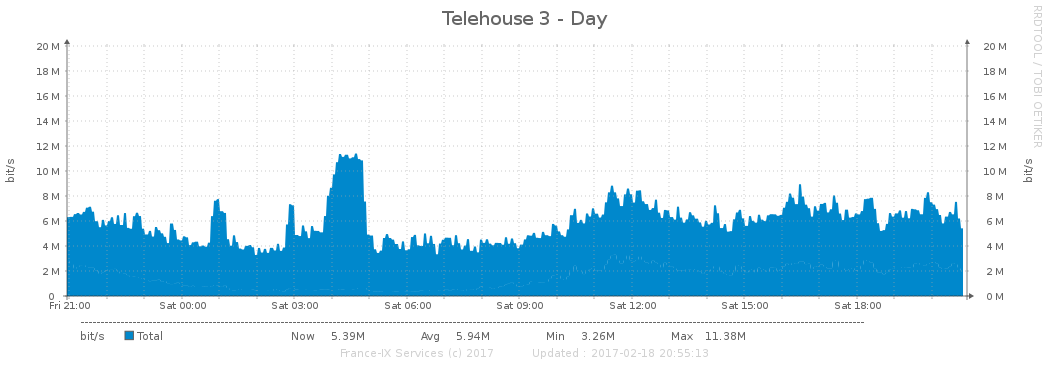 Telehouse 3 - Day
RRDTOOL / TOBI OETIKER
bit/s
20 M
18 M
16 M
14 M
12 M
10 M
8 M
6 M
4 M
2 M
0
20 M
18 M
16 M
14 M
12 M
10 M
8 M
6 M
4 M
2 M
0 M
bit/s
Fri 21:00 Sat 00:00 Sat 03:00 Sat 06:00 Sat 09:00 Sat 12:00 Sat 15:00 Sat 18:00
bit/s Total Now 5.39M Avg 5.94M Min 3.26M Max 11.38M
France-IX Services (c) 2017 Updated : 2017-02-18 20:55:13